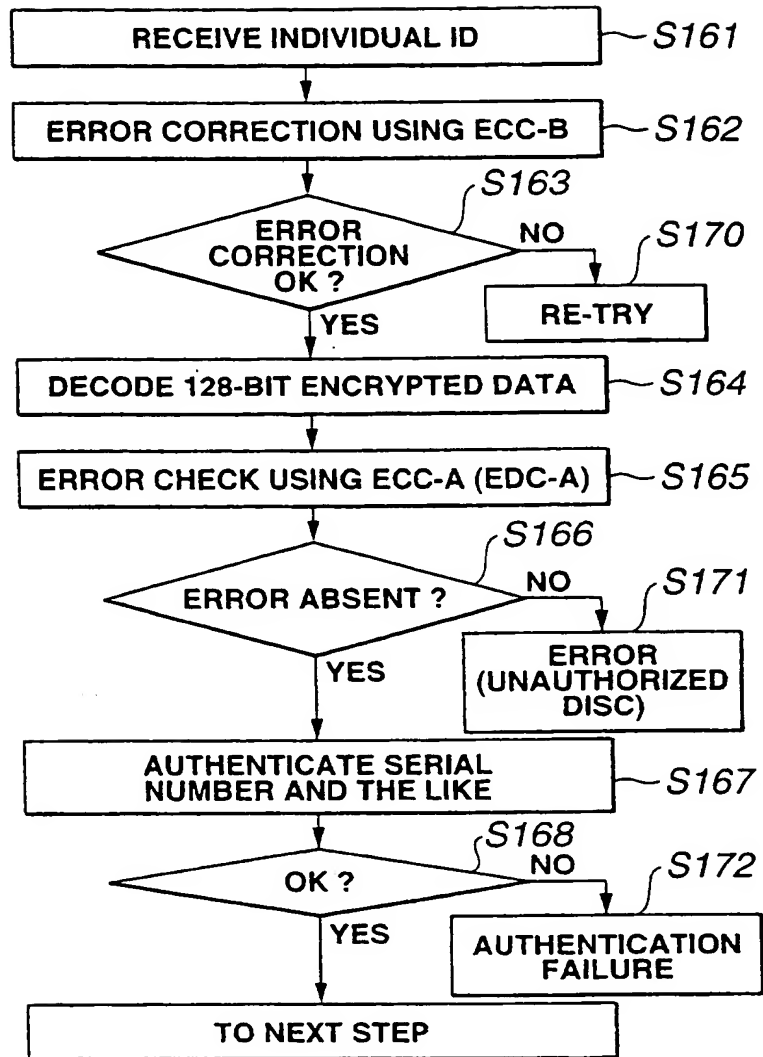 RECEIVE INDIVIDUAL ID
S161
ERROR CORRECTION USING ECC-B
S162
S163
ERROR
CORRECTION
OK ?
NO
S170
RE-TRY
YES
DECODE 128-BIT ENCRYPTED DATA
S164
ERROR CHECK USING ECC-A (EDC-A)
S165
S166
ERROR ABSENT ?
NO
S171
ERROR
(UNAUTHORIZED
DISC)
YES
AUTHENTICATE SERIAL
NUMBER AND THE LIKE
S167
S168
OK ?
NO
S172
AUTHENTICATION
FAILURE
YES
TO NEXT STEP